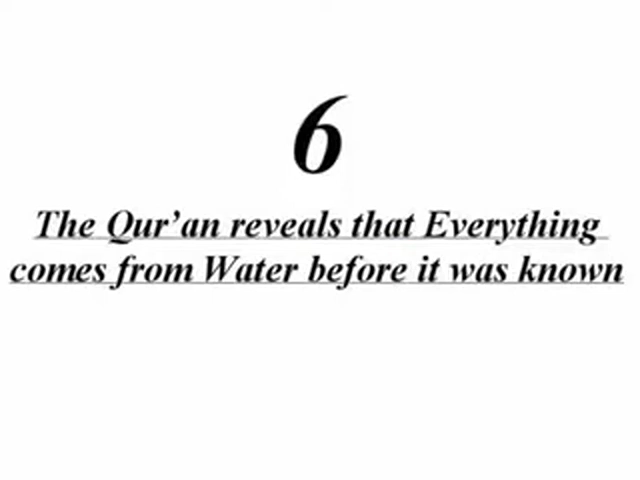 6
The Qur'an reveals that Everything
comes from Water before it was known